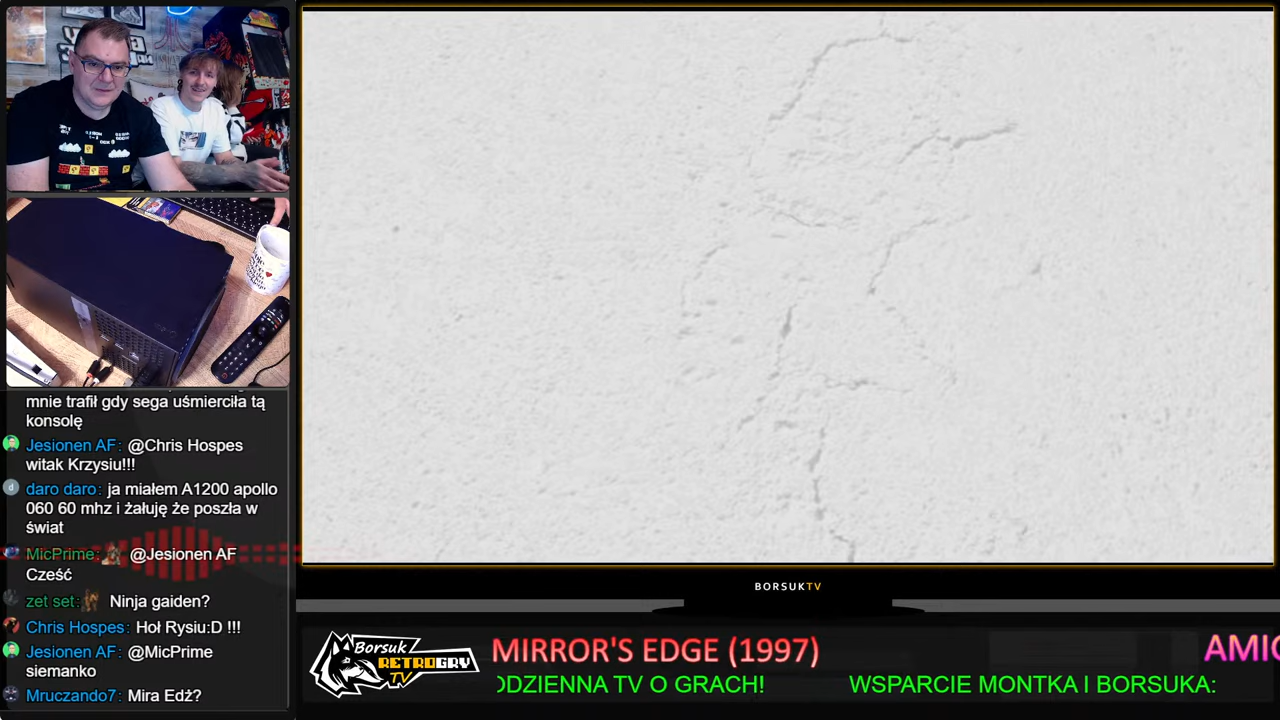 mnie trafił gdy sega uśmierciła tą
konsolę
Jesionen AF: @Chris Hospes
witak Krzysiu!!!
daro daro: ja miałem A1200 apollo
060 60 mhz i żałuję że poszła w
świat
MicPrime: @Jesionen AF
Cześć
zet set: Ninja gaiden?
Chris Hospes: Hoł Rysiu:D !!!
Jesionen AF: @MicPrime
siemanko
Mruczando7: Mira Edż?
BORSUKTV
Borsuk
RETROGRY
TV
MIRROR'S EDGE (1997)
AMIG
ODZIENNA TV O GRACH!
WSPARCIE MONTKA I BORSUKA: